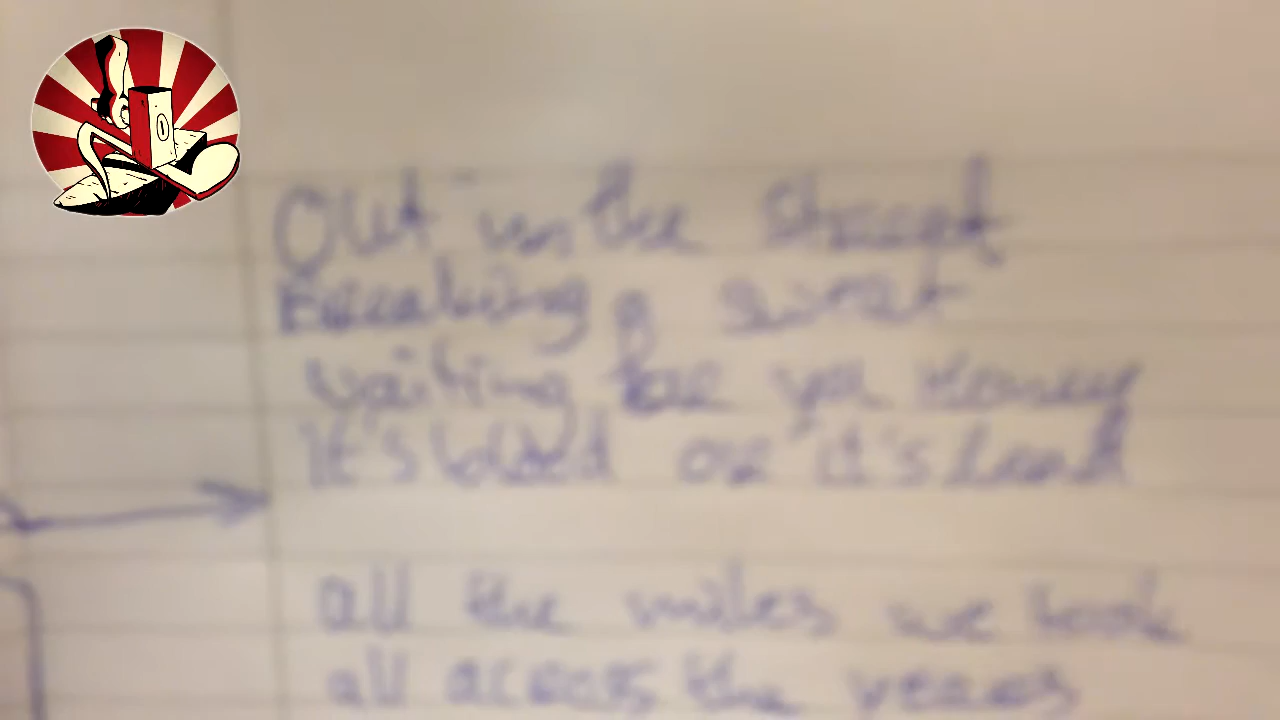 Out in the street
Breaking a sweat
waiting for you honey
it's blood or it's
all the miles we took
all across the years